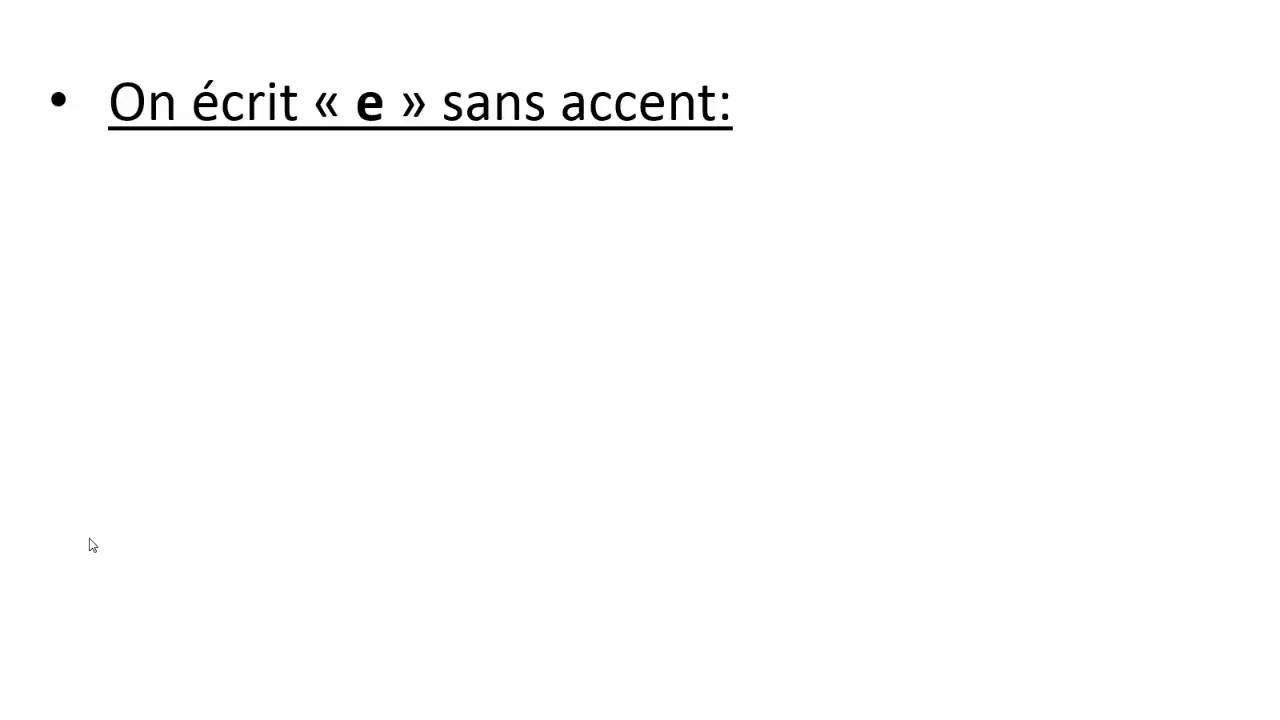 • On écrit « e » sans accent: